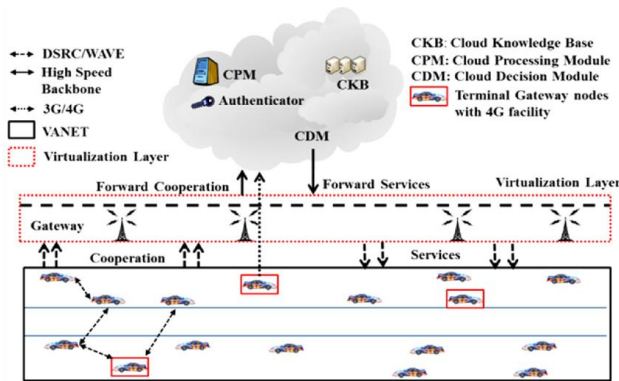 DSRC/WAVE
High Speed
Backbone
3G/4G
VANET
Virtualization Layer
CPM
Authenticator
CKB
CDM
CKB: Cloud Knowledge Base
CPM: Cloud Processing Module
CDM: Cloud Decision Module
Terminal Gateway nodes
with 4G facility
Forward Cooperation
Forward Services
Virtualization Layer
Gateway
Cooperation
Services